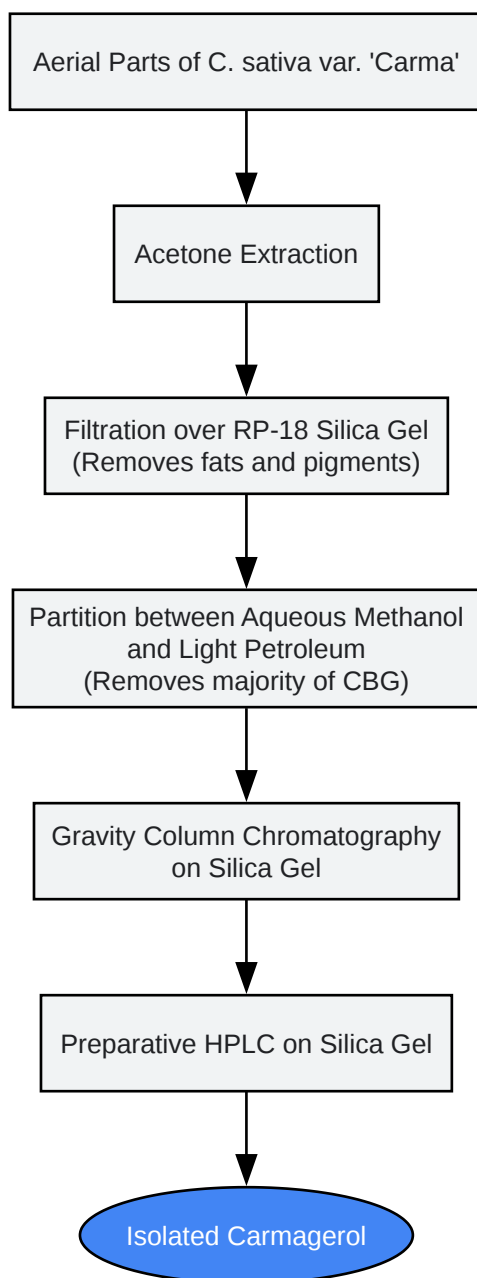 Aerial Parts of C. sativa var. 'Carma'
Acetone Extraction
Filtration over RP-18 Silica Gel
(Removes fats and pigments)
Partition between Aqueous Methanol
and Light Petroleum
(Removes majority of CBG)
Gravity Column Chromatography
on Silica Gel
Preparative HPLC on Silica Gel
Isolated Carmagerol